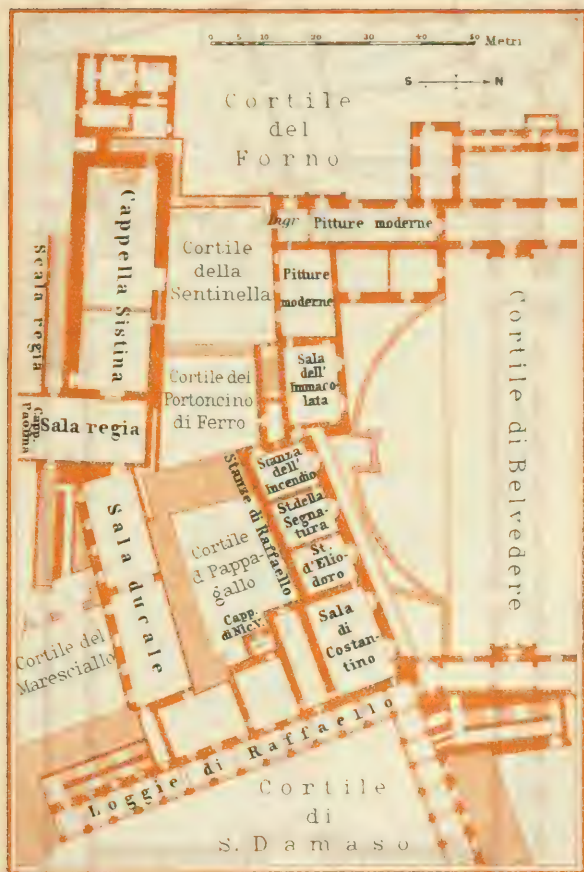 0 5 10 20 30 40 50 Metri
S N
Cortile
del
Forno
Cappella Sistina
Scala regia
Cortile
della
Sentinella
Ingr
Pitture moderne
Pitture
moderne
Sala
dell'
Immaco-
lata
Cortile del
Portoncino
di Ferro
Cortile di Belvedere
Capp.
Paolina
Sala regia
Stanze di Raffaello
Stanza
dell'
Incendio
St. della
Segna-
tura
St.
d'Elio-
doro
Cortile
d. Pappa-
gallo
Capp.
di Nic.V.
Sala
di
Costan-
tino
Sala ducale
Cortile del
Maresciallo
Loggie di Raffaello
Cortile
di
S. Damaso